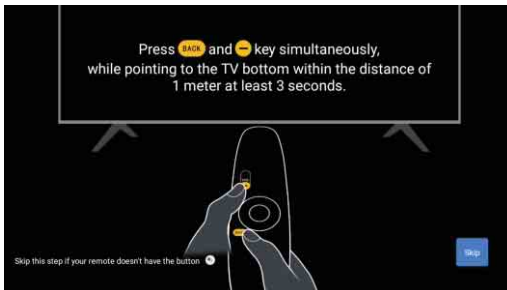 Press BACK and − key simultaneously,
while pointing to the TV bottom within the distance of
1 meter at least 3 seconds.
Skip this step if your remote doesn't have the button
Skip